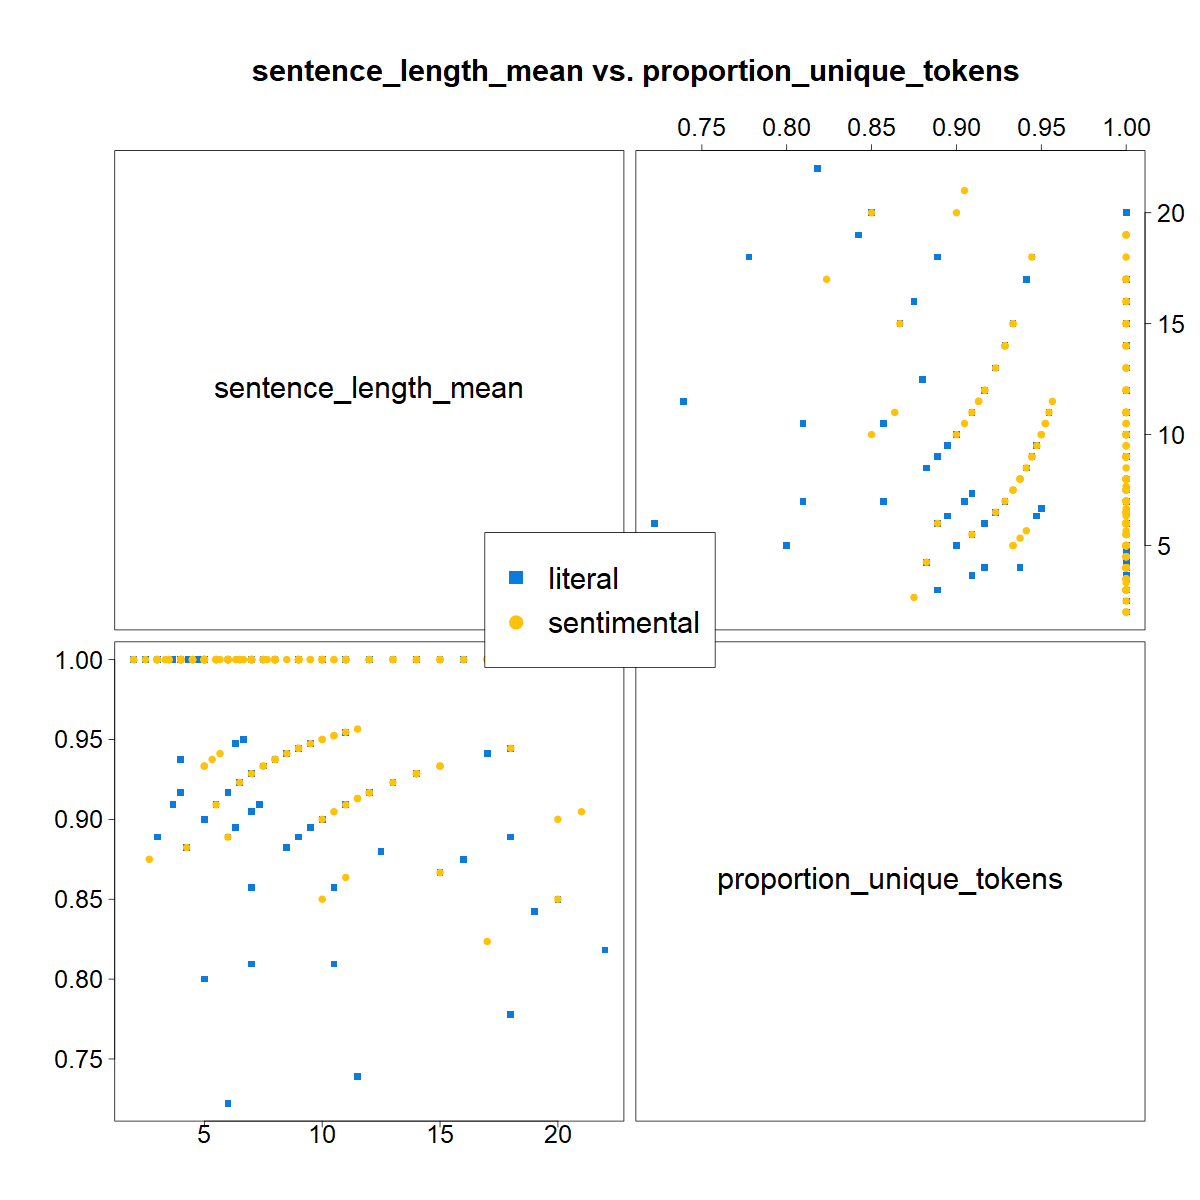 sentence_length_mean vs. proportion_unique_tokens
0.75 0.80 0.85 0.90 0.95 1.00
sentence_length_mean
20
15
10
5
literal
sentimental
1.00
0.95
0.90
0.85
0.80
0.75
proportion_unique_tokens
5 10 15 20